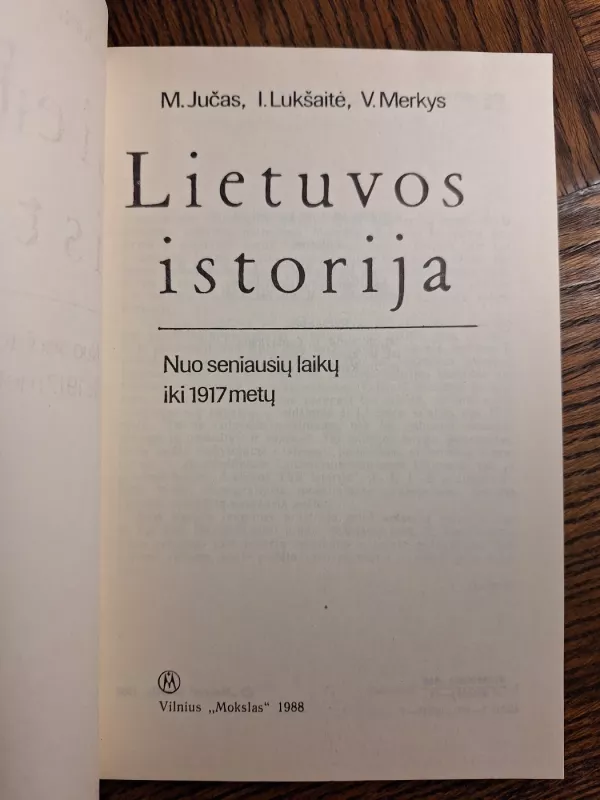 M. Jučas, I. Lukšaitė, V. Merkys
Lietuvos
istorija
Nuo seniausių laikų
iki 1917 metų
Vilnius „Mokslas“ 1988